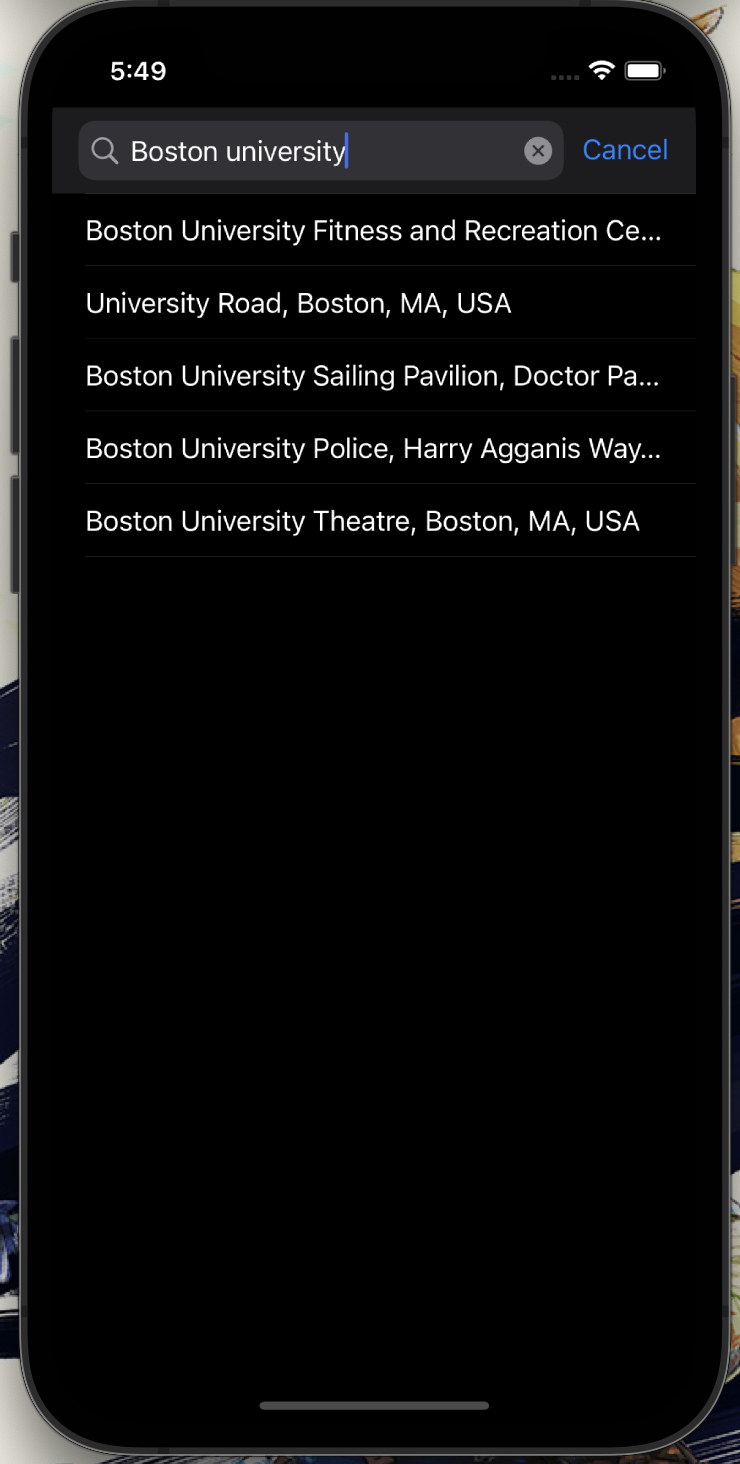 5:49
Boston university
Cancel
Boston University Fitness and Recreation Ce...
University Road, Boston, MA, USA
Boston University Sailing Pavilion, Doctor Pa...
Boston University Police, Harry Agganis Way...
Boston University Theatre, Boston, MA, USA